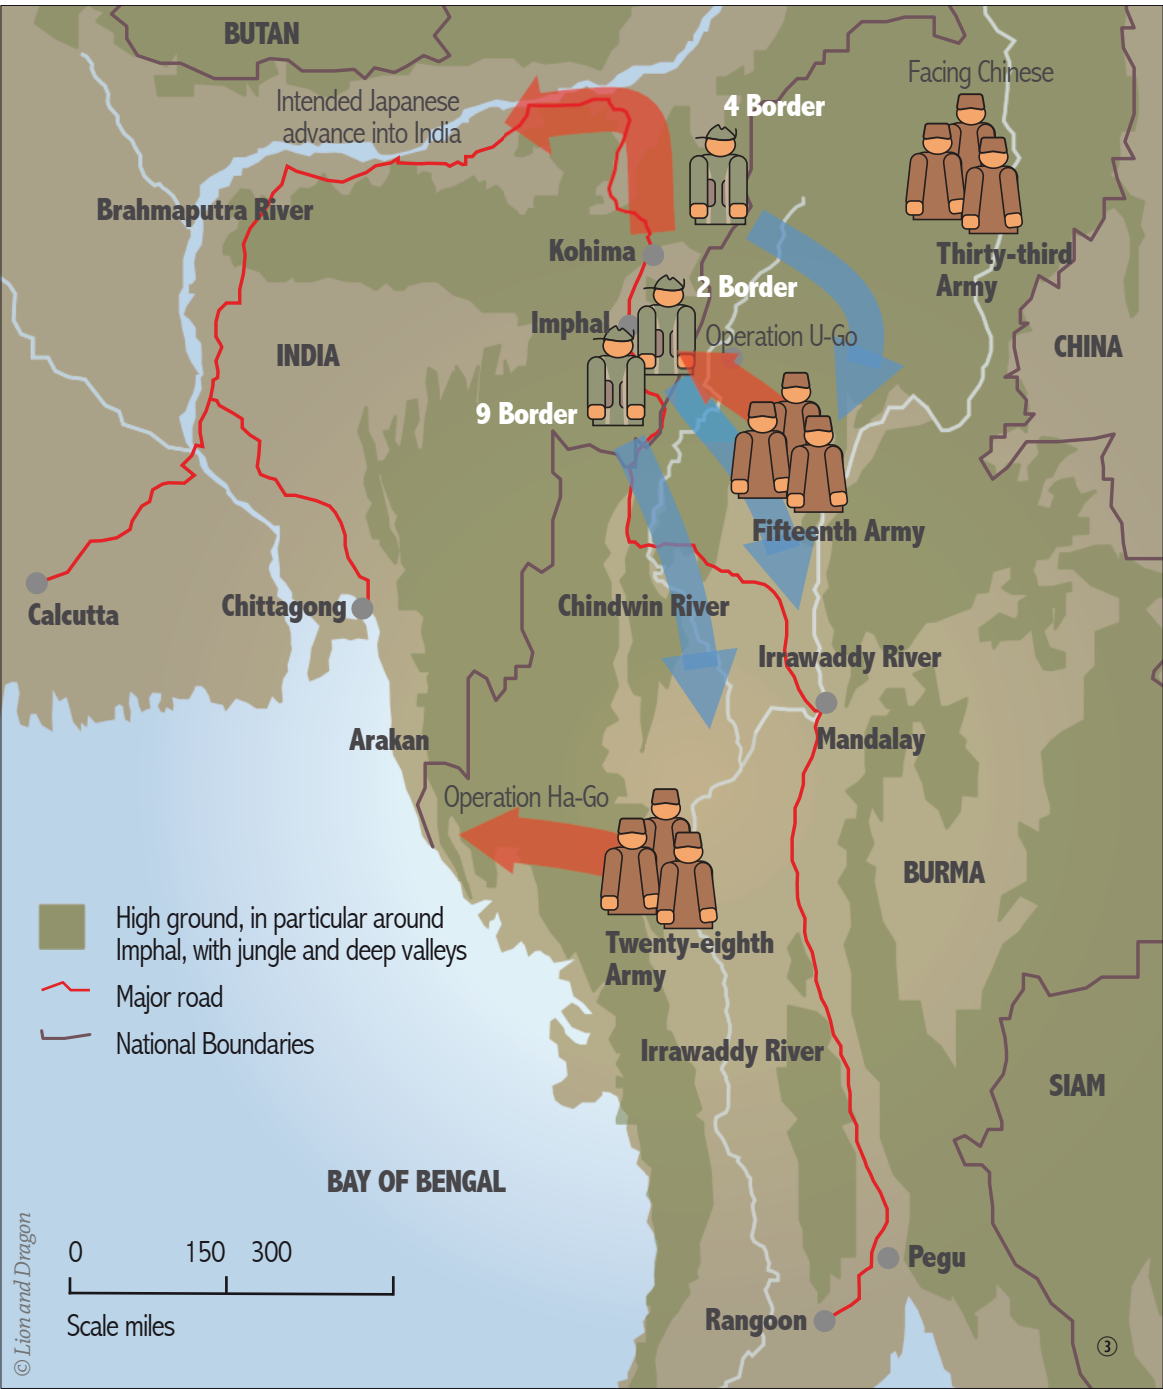 BUTAN
Facing Chinese
Intended Japanese
advance into India
4 Border
Brahmaputra River
Kohima
Thirty-third
Army
2 Border
Imphal
Operation U-Go
INDIA
CHINA
9 Border
Fifteenth Army
Calcutta
Chittagong
Chindwin River
Irrawaddy River
Arakan
Mandalay
Operation Ha-Go
BURMA
High ground, in particular around
Imphal, with jungle and deep valleys
Twenty-eighth
Army
Major road
National Boundaries
Irrawaddy River
SIAM
BAY OF BENGAL
0 150 300
Scale miles
Pegu
Rangoon
© Lion and Dragon
③